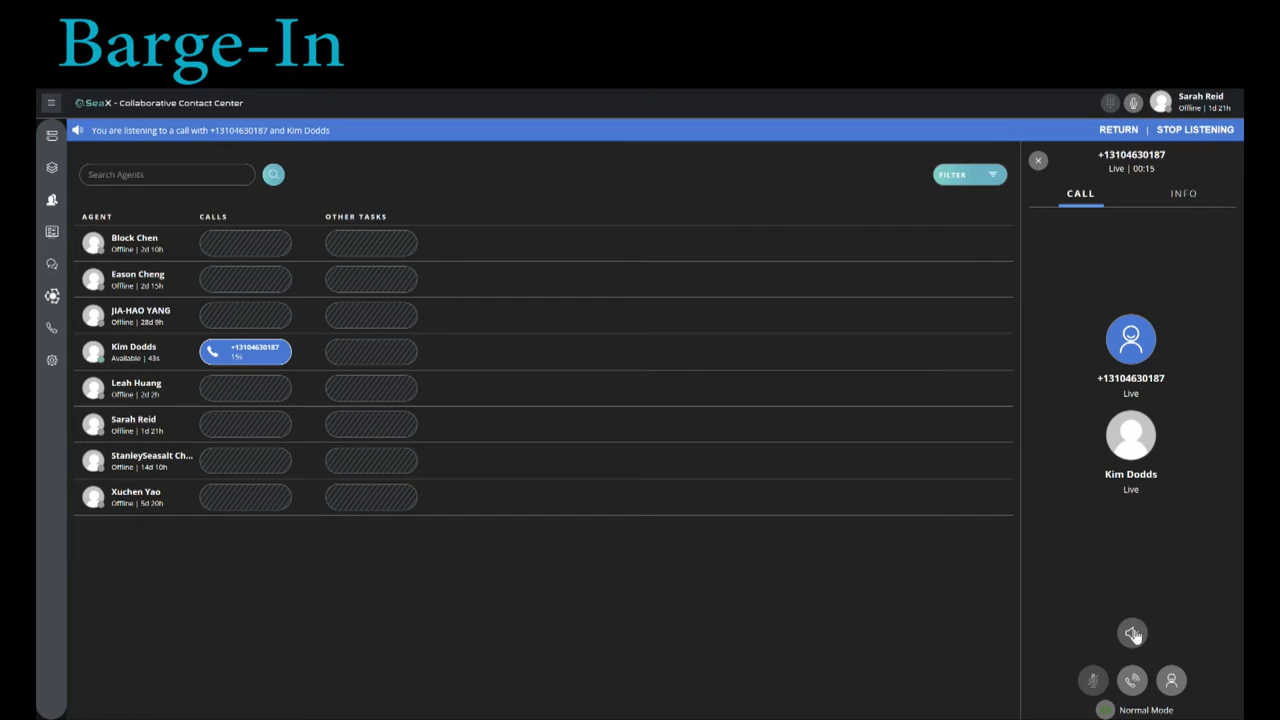 Barge-In
SeaX - Collaborative Contact Center
Sarah Reid
Offline | 1d 21h
You are listening to a call with +13104630187 and Kim Dodds
RETURN | STOP LISTENING
Search Agents
FILTER
AGENT CALLS OTHER TASKS
Block Chen
Offline | 2d 10h
Eason Cheng
Offline | 2d 15h
JIA-HAO YANG
Offline | 28d 9h
Kim Dodds
Available | 43s
+13104630187
15s
Leah Huang
Offline | 2d 2h
Sarah Reid
Offline | 1d 21h
StanleySeasalt Ch...
Offline | 14d 10h
Xuchen Yao
Offline | 5d 20h
+13104630187
Live | 00:15
CALL INFO
+13104630187
Live
Kim Dodds
Live
Normal Mode